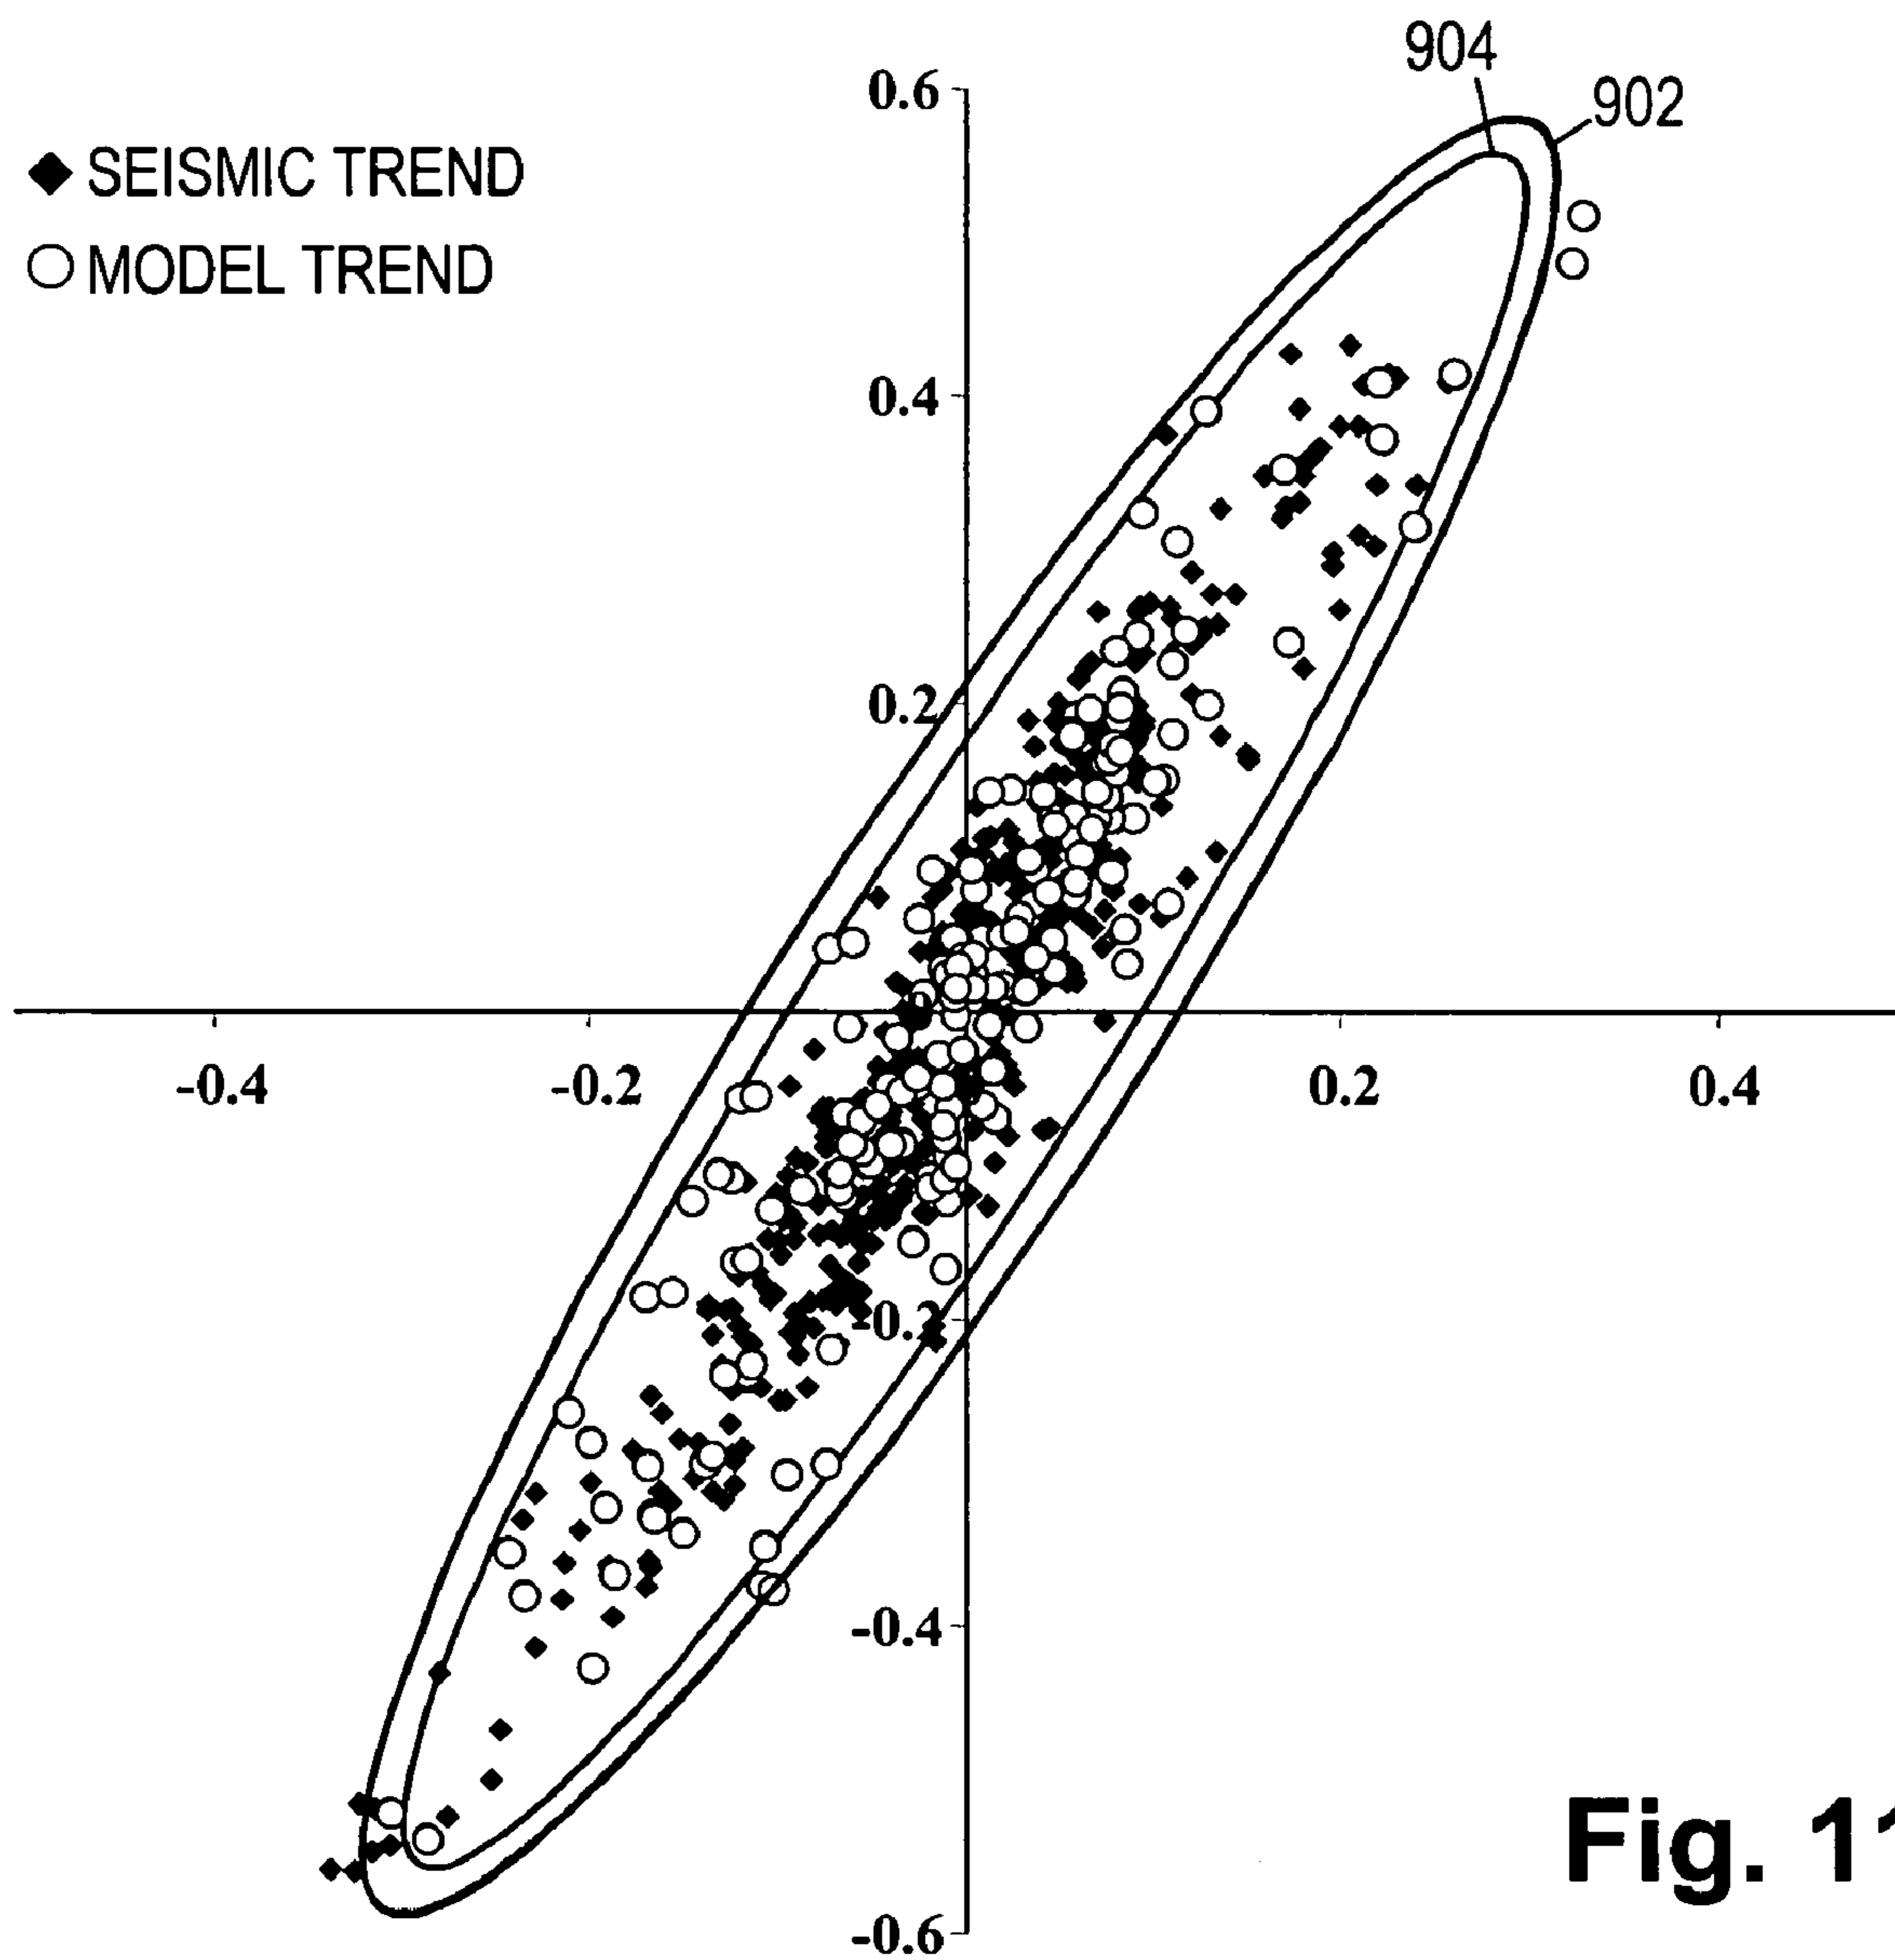 904
902
0.6
◆ SEISMIC TREND
○ MODEL TREND
0.4
0.2
-0.4 -0.2 0.2 0.4
-0.2
-0.4
Fig. 11
-0.6